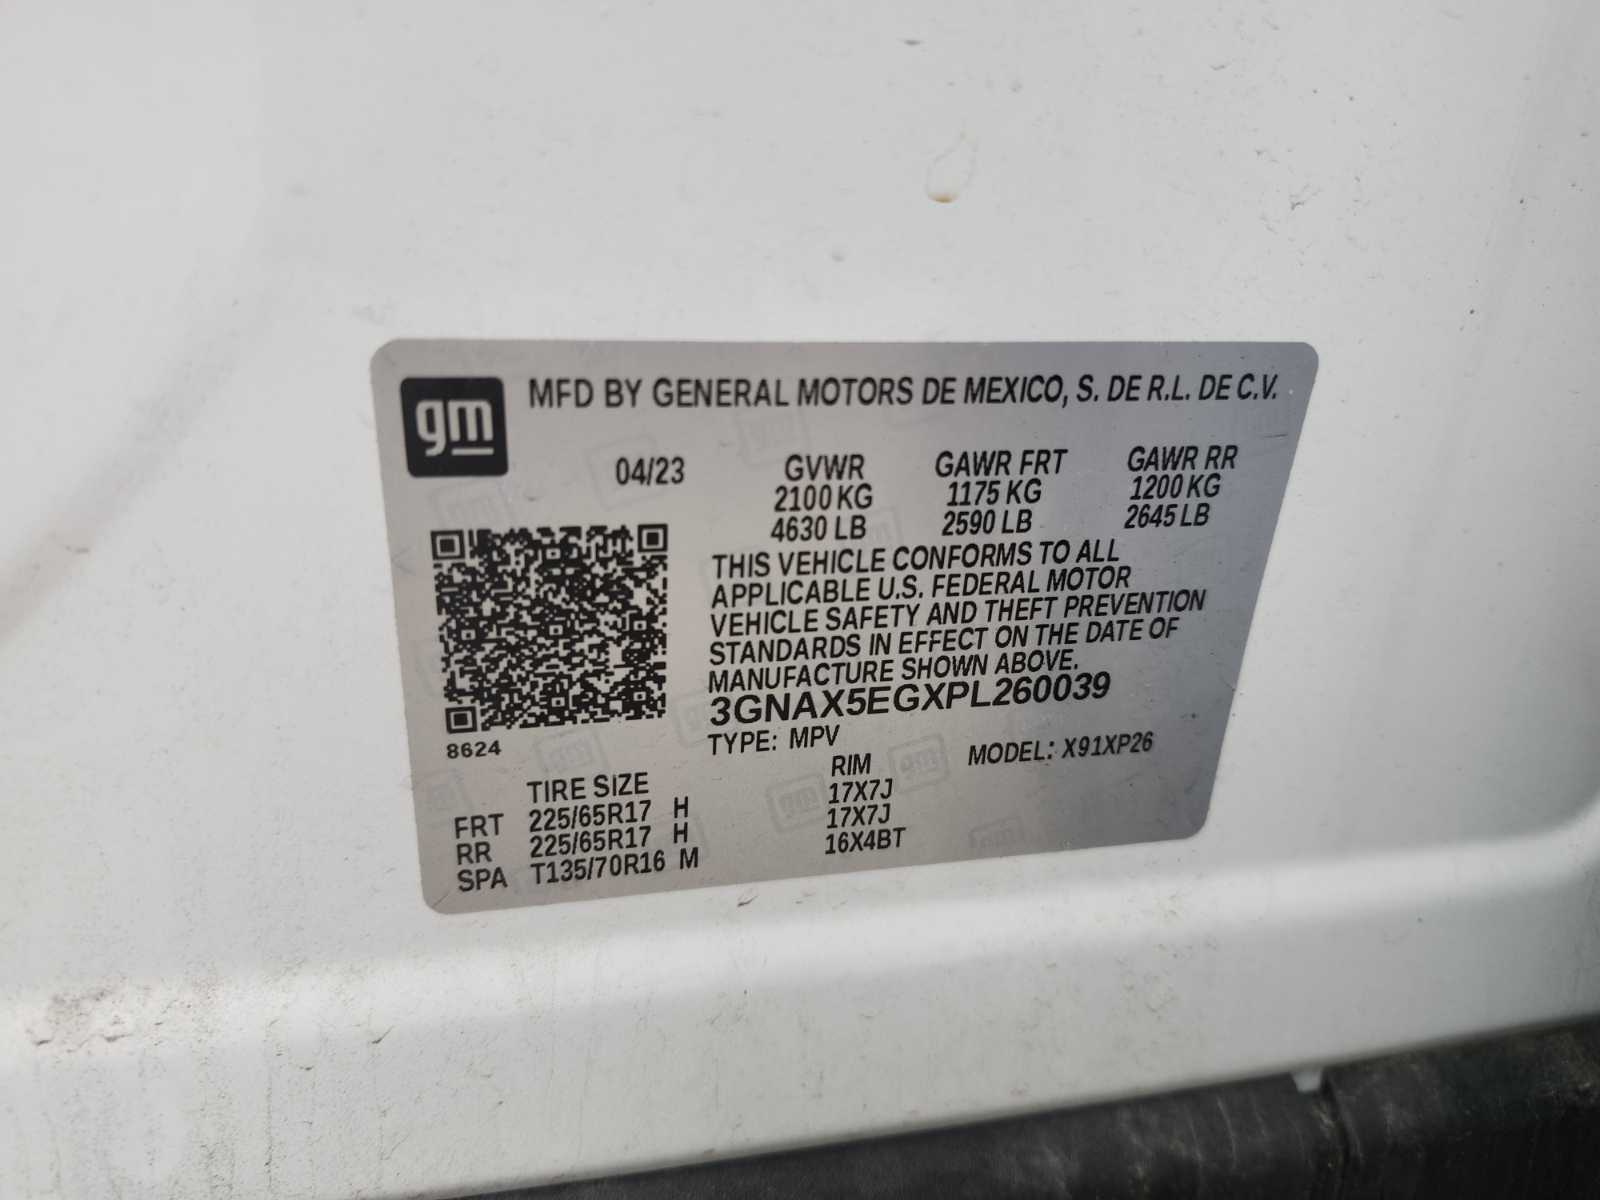 gm
MFD BY GENERAL MOTORS DE MEXICO, S. DE R.L. DE C.V.
04/23 GVWR GAWR FRT GAWR RR
2100 KG 1175 KG 1200 KG
4630 LB 2590 LB 2645 LB
THIS VEHICLE CONFORMS TO ALL
APPLICABLE U.S. FEDERAL MOTOR
VEHICLE SAFETY AND THEFT PREVENTION
STANDARDS IN EFFECT ON THE DATE OF
MANUFACTURE SHOWN ABOVE.
3GNAX5EGXPL260039
8624
TYPE: MPV MODEL: X91XP26
TIRE SIZE RIM
FRT 225/65R17 H 17X7J
RR 225/65R17 H 17X7J
SPA T135/70R16 M 16X4BT